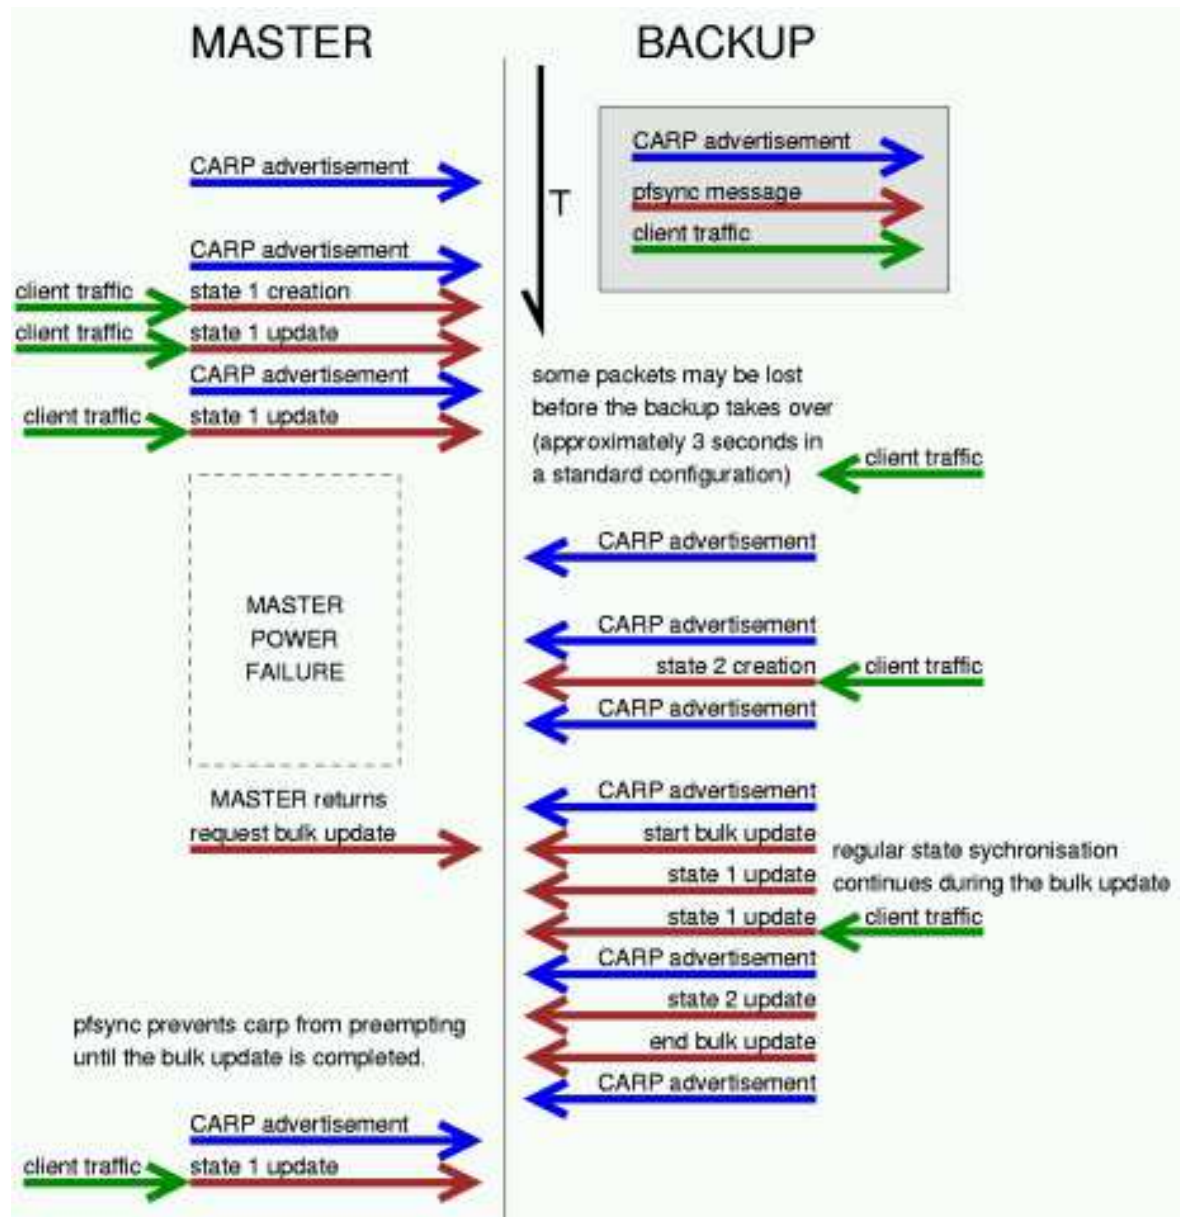 MASTER
BACKUP
CARP advertisement
CARP advertisement
pfsync message
T
client traffic
CARP advertisement
client traffic
state 1 creation
client traffic
state 1 update
CARP advertisement
client traffic
state 1 update
some packets may be lost
before the backup takes over
(approximately 3 seconds in
a standard configuration)
client traffic
CARP advertisement
MASTER
POWER
FAILURE
CARP advertisement
state 2 creation
client traffic
CARP advertisement
MASTER returns
CARP advertisement
request bulk update
start bulk update
regular state sychronisation
continues during the bulk update
state 1 update
state 1 update
client traffic
CARP advertisement
state 2 update
pfsync prevents carp from preempting
until the bulk update is completed.
end bulk update
CARP advertisement
CARP advertisement
client traffic
state 1 update